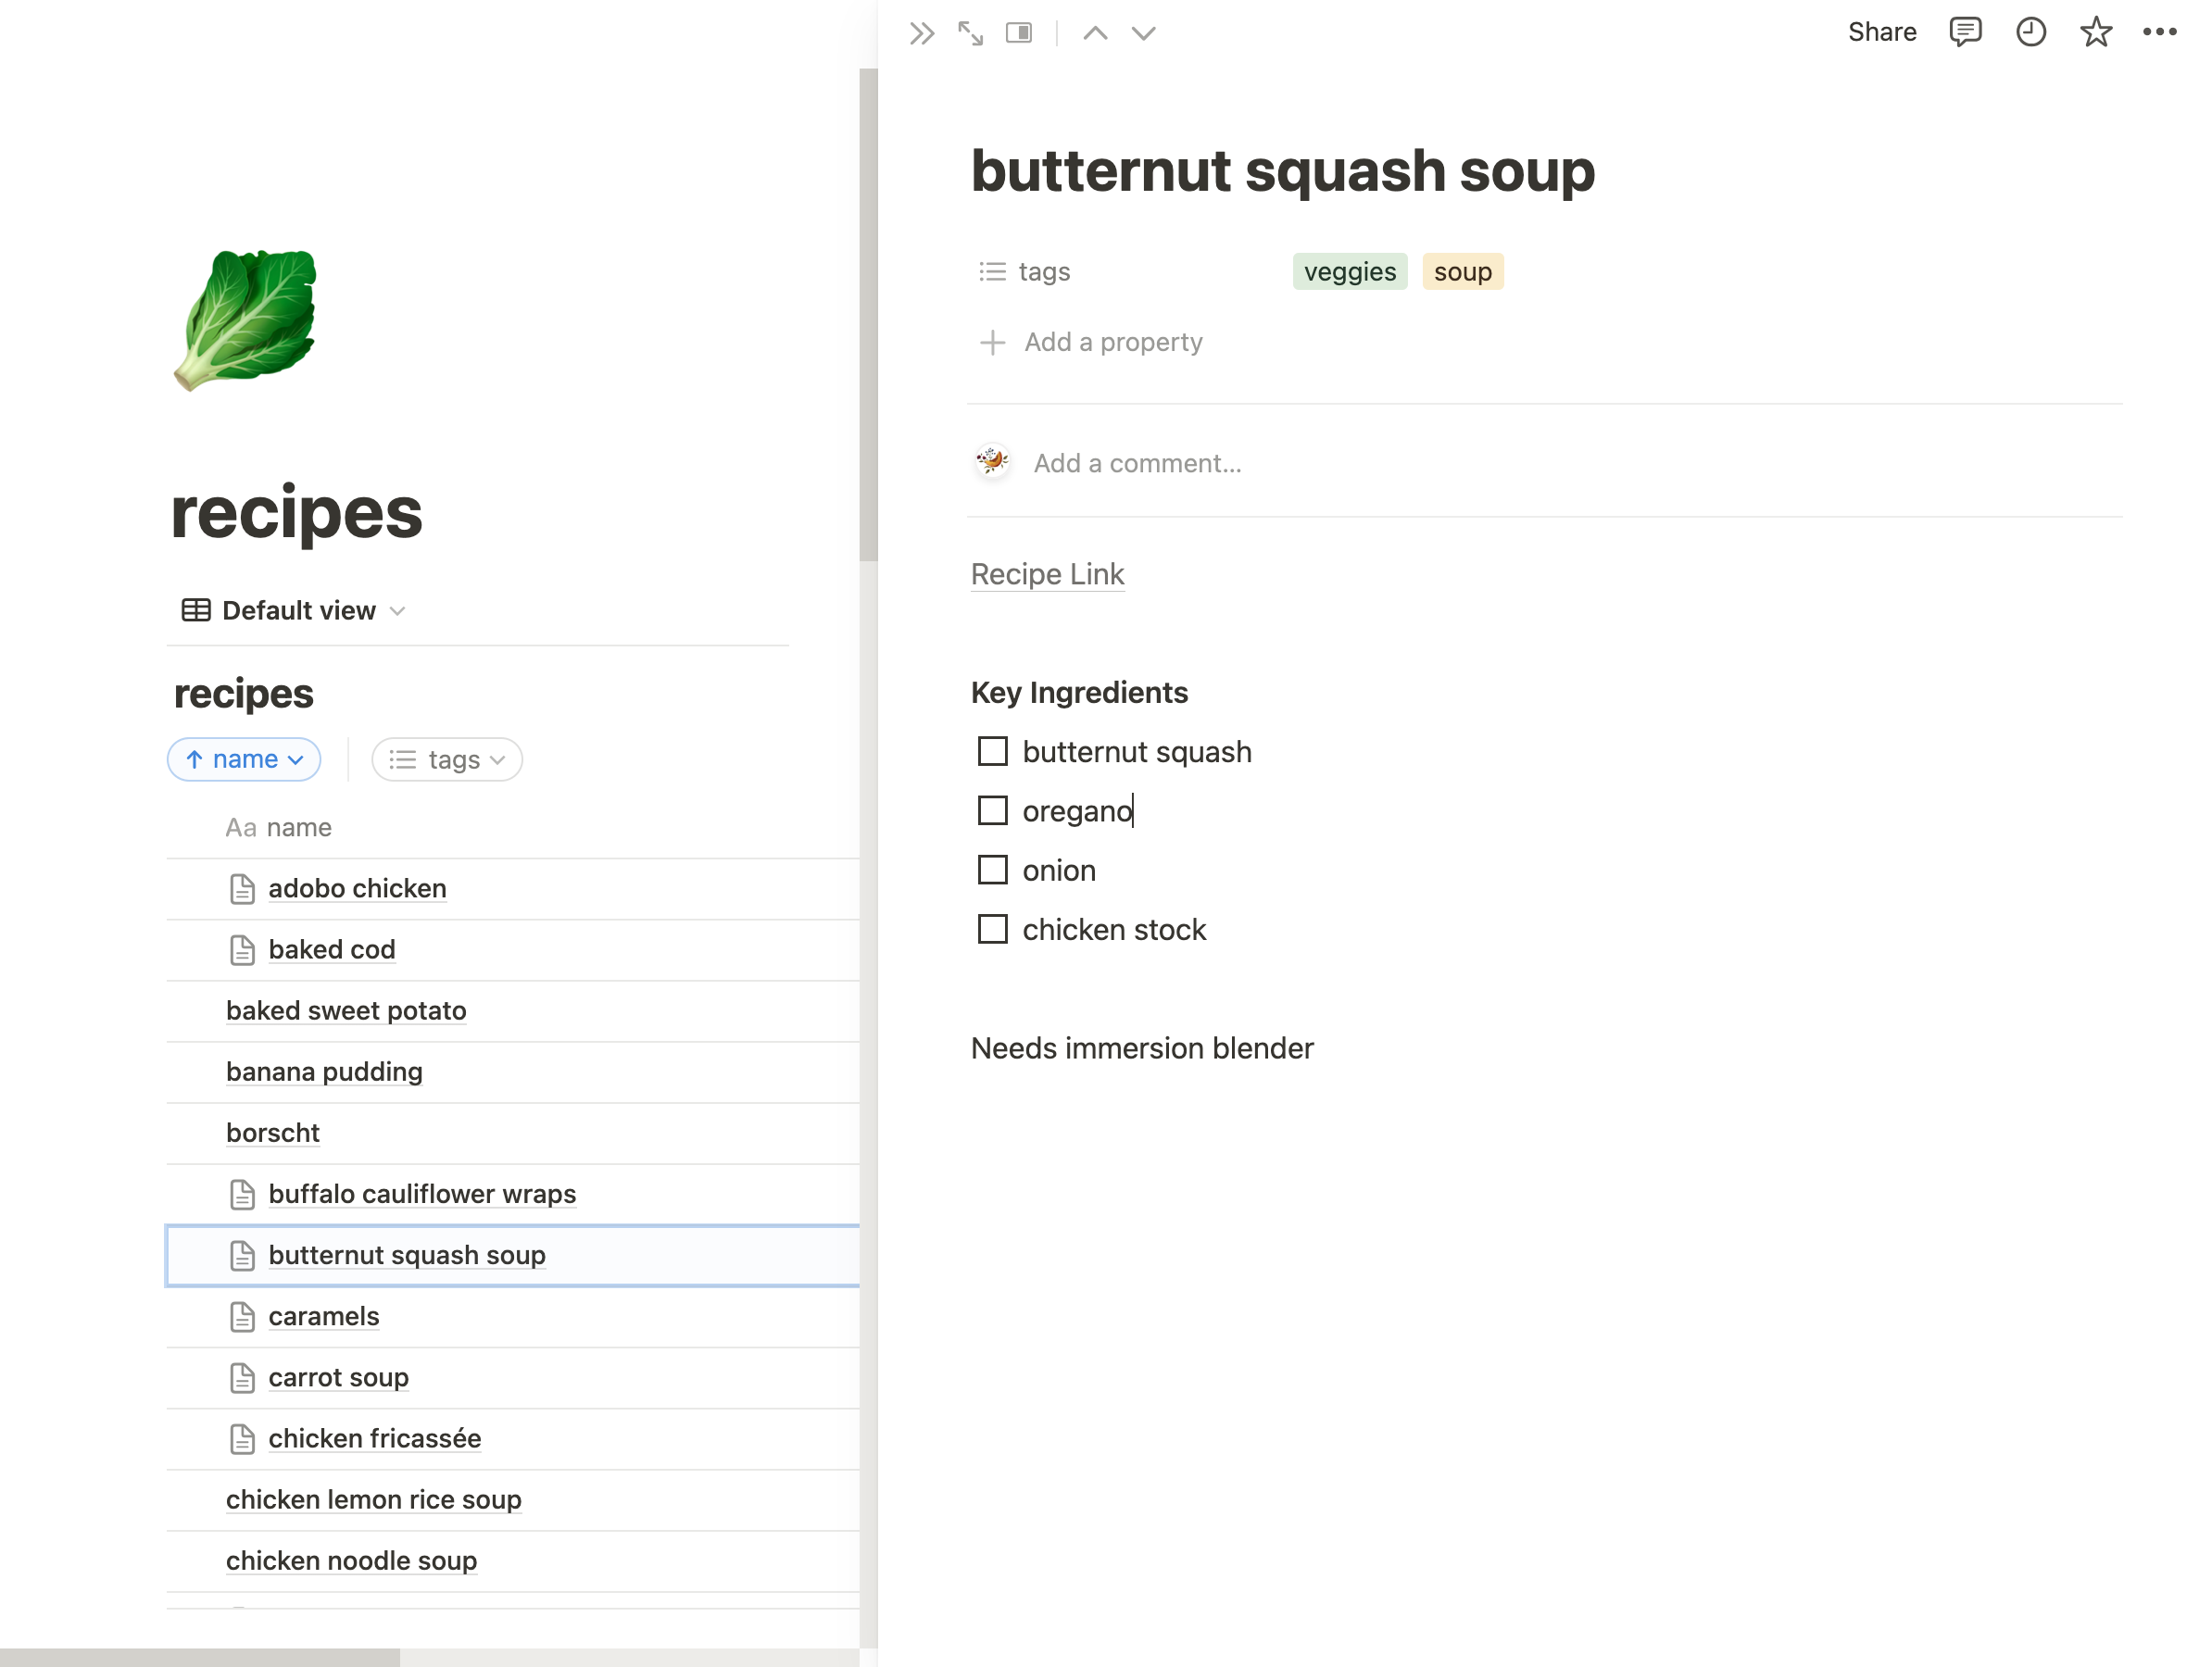 recipes
Default view
recipes
name
tags
Aa name
adobo chicken
baked cod
baked sweet potato
banana pudding
borscht
buffalo cauliflower wraps
butternut squash soup
caramels
carrot soup
chicken fricassée
chicken lemon rice soup
chicken noodle soup
Share
butternut squash soup
tags veggies soup
Add a property
Add a comment...
Recipe Link
Key Ingredients
butternut squash
oregano
onion
chicken stock
Needs immersion blender